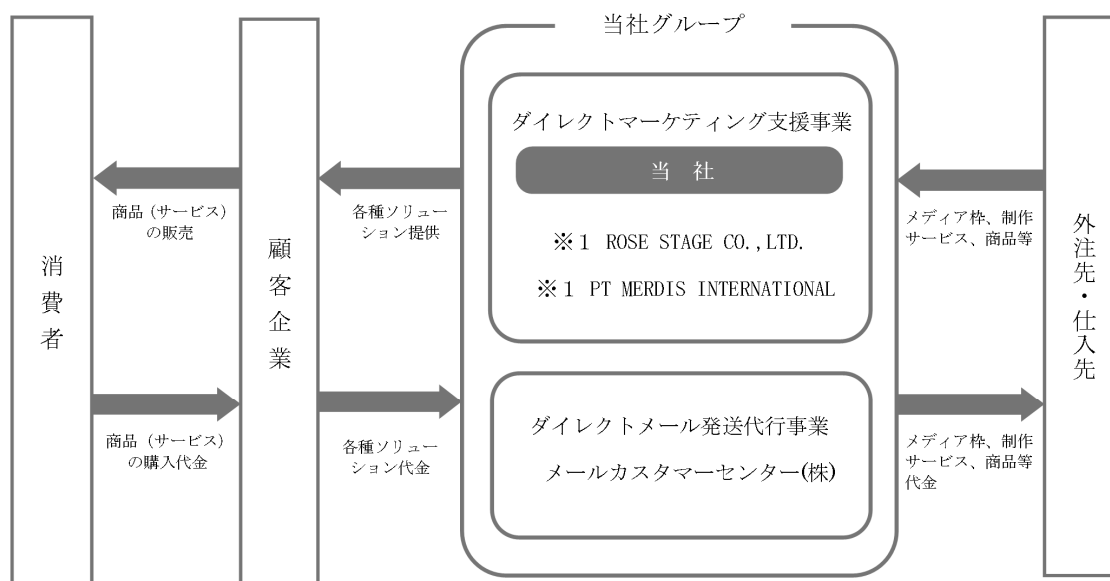 当社グループ
ダイレクトマーケティング支援事業
当 社
※1 ROSE STAGE CO.,LTD.
※1 PT MERDIS INTERNATIONAL
ダイレクトメール発送代行事業
メールカスタマーセンター(株)
消費者
商品(サービス)
の販売
商品(サービス)
の購入代金
顧客企業
各種ソリュー
ション提供
各種ソリュー
ション代金
メディア枠、制作
サービス、商品等
メディア枠、制作
サービス、商品等
代金
外注先・仕入先